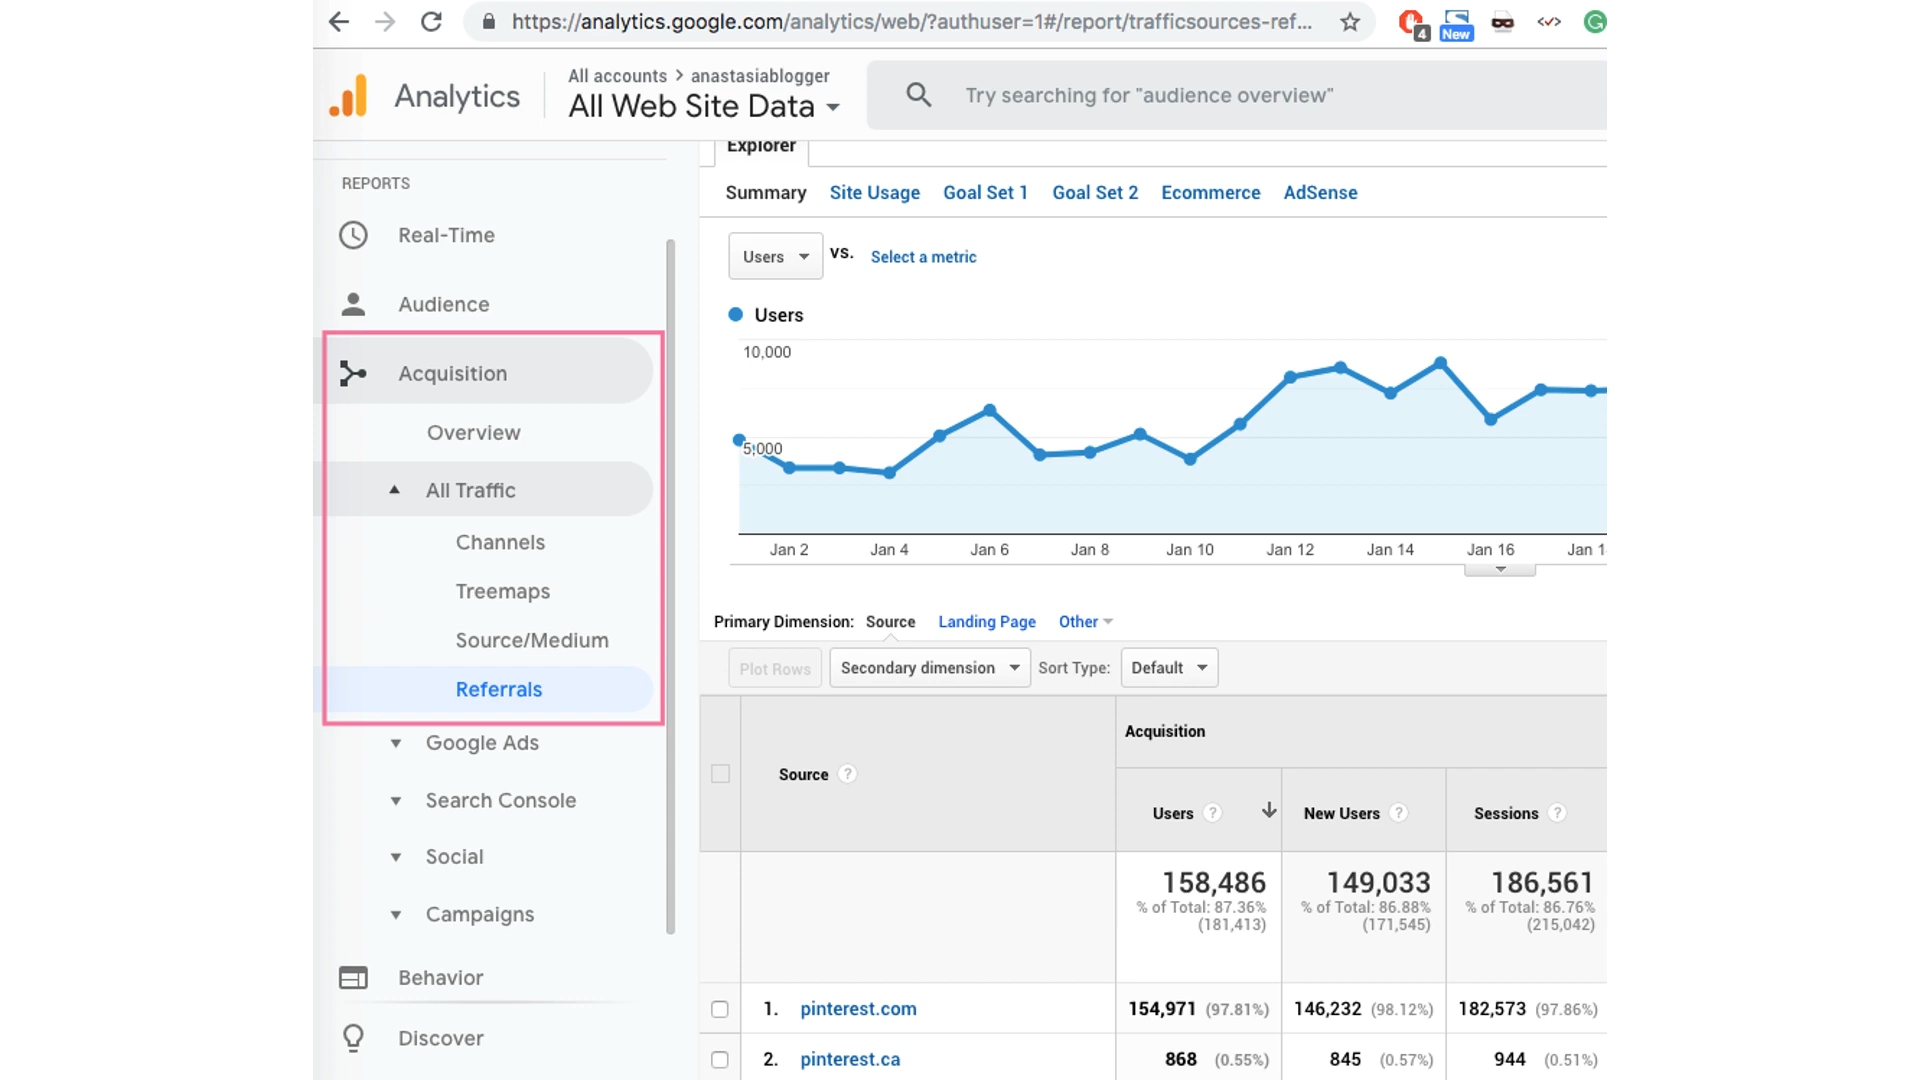 https://analytics.google.com/analytics/web/?authuser=1#/report/trafficsources-ref...
4
New
Analytics
All accounts > anastasiablogger
All Web Site Data
Try searching for "audience overview"
REPORTS
Real-Time
Audience
Acquisition
Overview
All Traffic
Channels
Treemaps
Source/Medium
Referrals
Google Ads
Search Console
Social
Campaigns
Behavior
Discover
Explorer
Summary Site Usage Goal Set 1 Goal Set 2 Ecommerce AdSense
Users vs. Select a metric
Users
10,000
5,000
Jan 2 Jan 4 Jan 6 Jan 8 Jan 10 Jan 12 Jan 14 Jan 16 Jan 1
Primary Dimension: Source Landing Page Other
Plot Rows Secondary dimension Sort Type: Default
Acquisition
Source ?
Users ? New Users ? Sessions ?
158,486 149,033 186,561
% of Total: 87.36% % of Total: 86.88% % of Total: 86.76%
(181,413) (171,545) (215,042)
1. pinterest.com 154,971 (97.81%) 146,232 (98.12%) 182,573 (97.86%)
2. pinterest.ca 868 (0.55%) 845 (0.57%) 944 (0.51%)